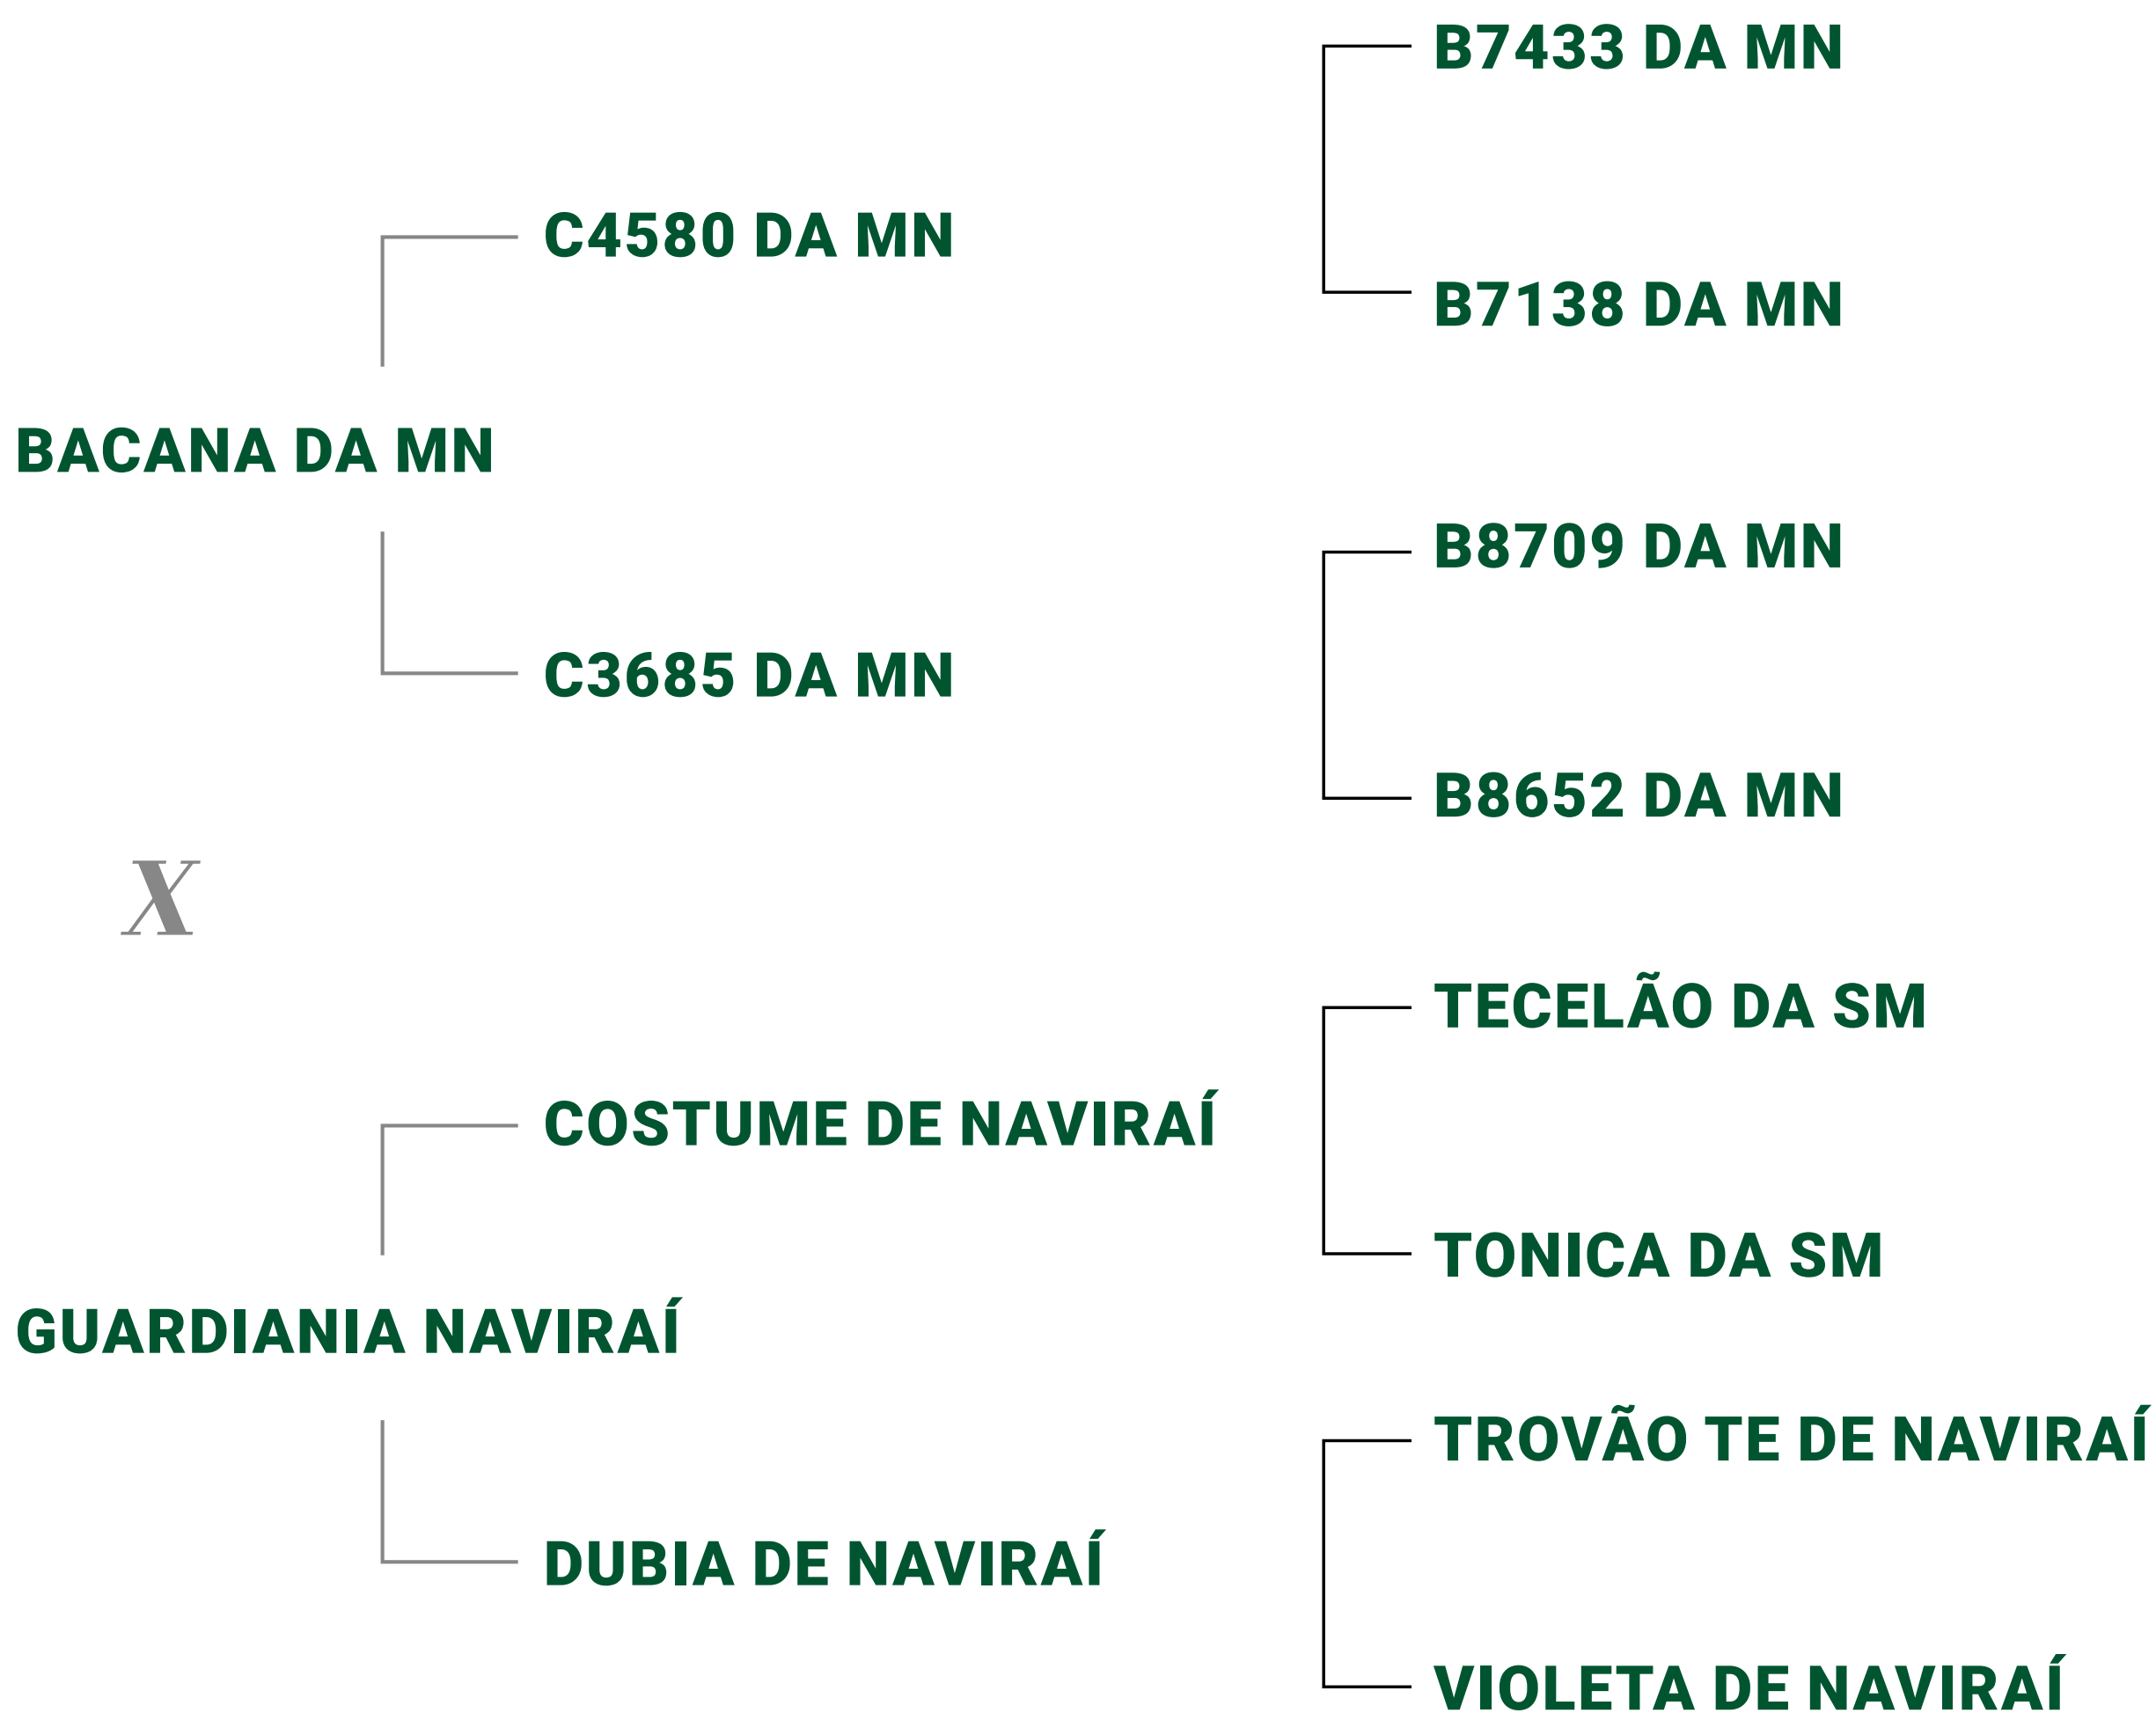 B7433 DA MN
C4580 DA MN
B7138 DA MN
BACANA DA MN
B8709 DA MN
C3685 DA MN
B8652 DA MN
X
TECELÃO DA SM
COSTUME DE NAVIRAÍ
TONICA DA SM
GUARDIANIA NAVIRAÍ
TROVÃO TE DE NAVIRAÍ
DUBIA DE NAVIRAÍ
VIOLETA DE NAVIRAÍ